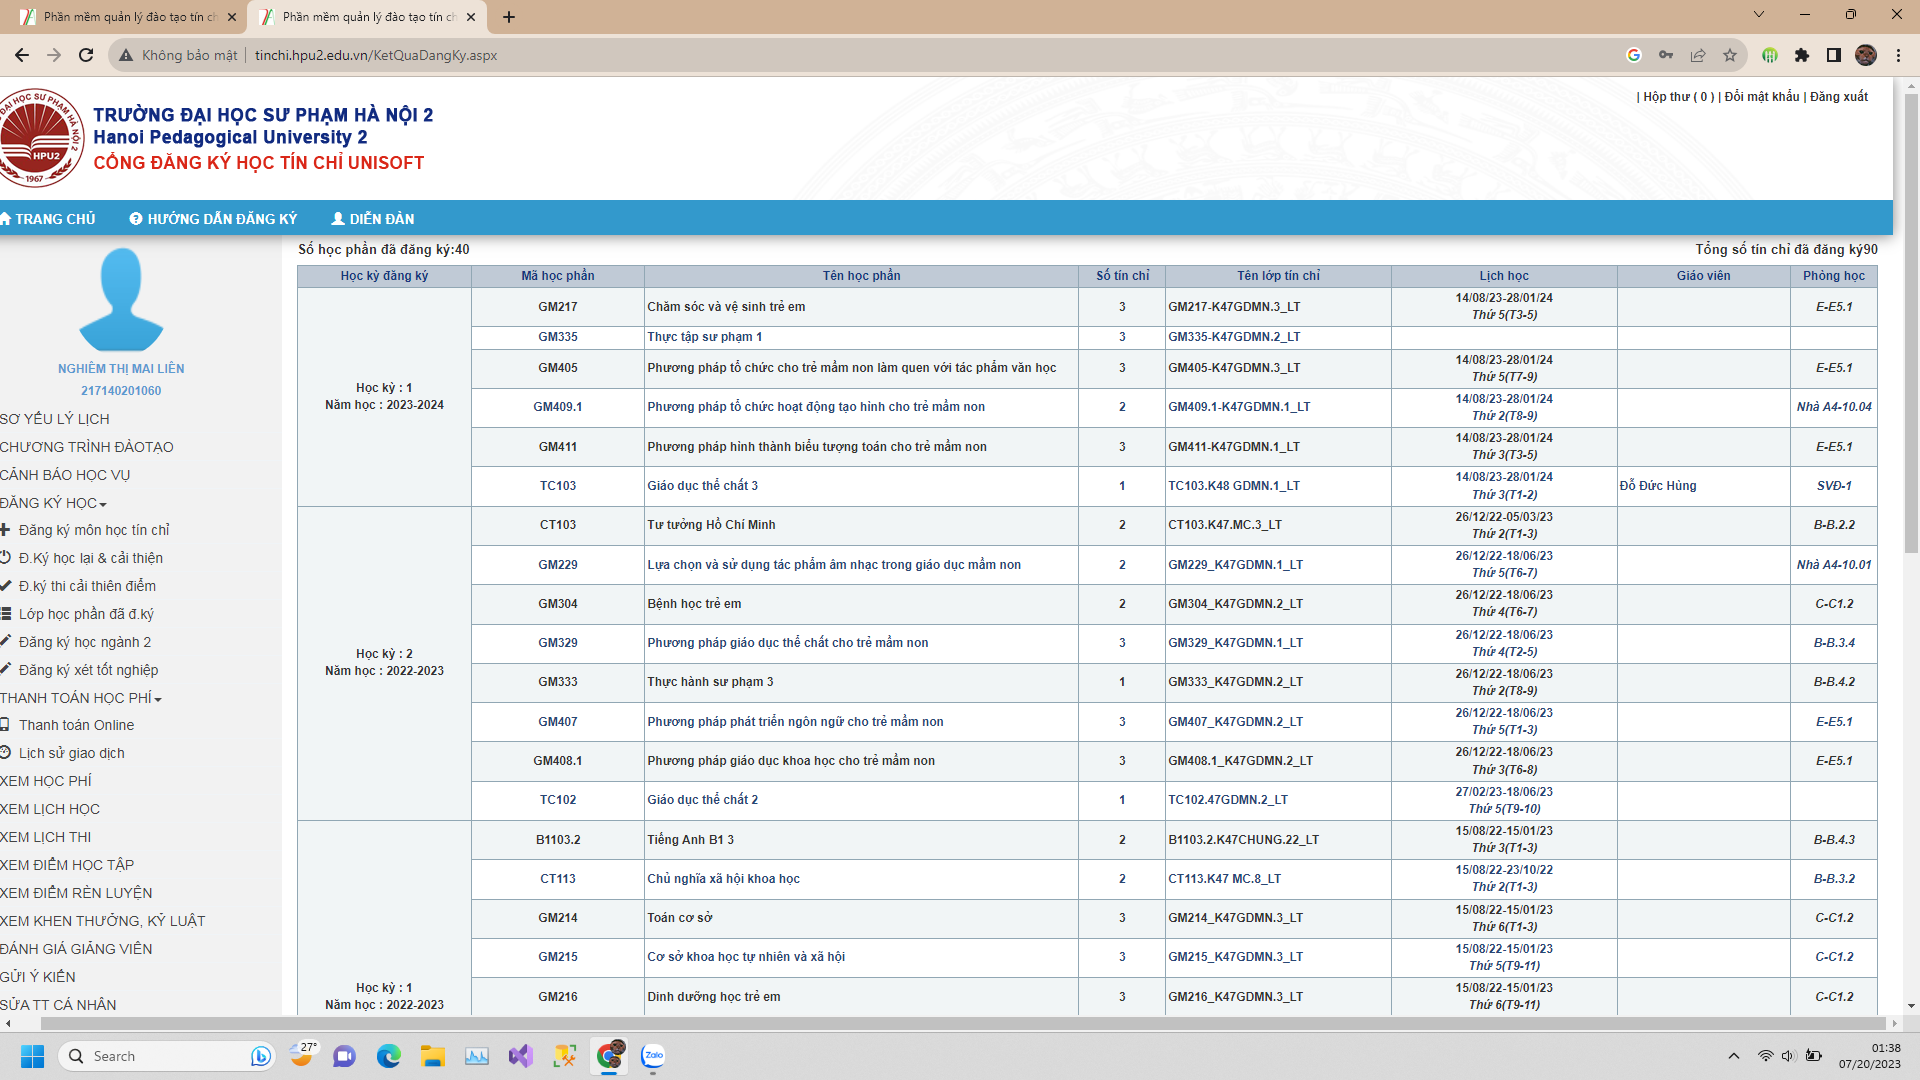 Phần mềm quản lý đào tạo tín ch
Phần mềm quản lý đào tạo tín ch
Không bảo mật
tinchi.hpu2.edu.vn/KetQuaDangKy.aspx
ĐẠI HỌC SƯ PHẠM HÀ NỘI 2
HPU2
1967
TRƯỜNG ĐẠI HỌC SƯ PHẠM HÀ NỘI 2
Hanoi Pedagogical University 2
CỔNG ĐĂNG KÝ HỌC TÍN CHỈ UNISOFT
| Hộp thư ( 0 ) | Đổi mật khẩu | Đăng xuất
TRANG CHỦ
HƯỚNG DẪN ĐĂNG KÝ
DIỄN ĐÀN
NGHIÊM THỊ MAI LIÊN
217140201060
SƠ YẾU LÝ LỊCH
CHƯƠNG TRÌNH ĐÀOTẠO
CẢNH BÁO HỌC VỤ
ĐĂNG KÝ HỌC
Đăng ký môn học tín chỉ
Đ.Ký học lại & cải thiện
Đ.ký thi cải thiên điểm
Lớp học phần đã đ.ký
Đăng ký học ngành 2
Đăng ký xét tốt nghiệp
THANH TOÁN HỌC PHÍ
Thanh toán Online
Lịch sử giao dịch
XEM HỌC PHÍ
XEM LỊCH HỌC
XEM LỊCH THI
XEM ĐIỂM HỌC TẬP
XEM ĐIỂM RÈN LUYỆN
XEM KHEN THƯỞNG, KỶ LUẬT
ĐÁNH GIÁ GIẢNG VIÊN
GỬI Ý KIẾN
SỬA TT CÁ NHÂN
Số học phần đã đăng ký:40
Tổng số tín chỉ đã đăng ký90
Học kỳ đăng ký Mã học phần Tên học phần Số tín chỉ Tên lớp tín chỉ Lịch học Giáo viên Phòng học
Học kỳ : 1
Năm học : 2023-2024
GM217 Chăm sóc và vệ sinh trẻ em 3 GM217-K47GDMN.3_LT 14/08/23-28/01/24 E-E5.1
Thứ 5(T3-5)
GM335 Thực tập sư phạm 1 3 GM335-K47GDMN.2_LT
GM405 Phương pháp tổ chức cho trẻ mầm non làm quen với tác phẩm văn học 3 GM405-K47GDMN.3_LT 14/08/23-28/01/24 E-E5.1
Thứ 5(T7-9)
GM409.1 Phương pháp tổ chức hoạt động tạo hình cho trẻ mầm non 2 GM409.1-K47GDMN.1_LT 14/08/23-28/01/24 Nhà A4-10.04
Thứ 2(T8-9)
GM411 Phương pháp hình thành biểu tượng toán cho trẻ mầm non 3 GM411-K47GDMN.1_LT 14/08/23-28/01/24 E-E5.1
Thứ 3(T3-5)
TC103 Giáo dục thể chất 3 1 TC103.K48 GDMN.1_LT 14/08/23-28/01/24 Đỗ Đức Hùng SVĐ-1
Thứ 3(T1-2)
Học kỳ : 2
Năm học : 2022-2023
CT103 Tư tưởng Hồ Chí Minh 2 CT103.K47.MC.3_LT 26/12/22-05/03/23 B-B.2.2
Thứ 2(T1-3)
GM229 Lựa chọn và sử dụng tác phẩm âm nhạc trong giáo dục mầm non 2 GM229_K47GDMN.1_LT 26/12/22-18/06/23 Nhà A4-10.01
Thứ 5(T6-7)
GM304 Bệnh học trẻ em 2 GM304_K47GDMN.2_LT 26/12/22-18/06/23 C-C1.2
Thứ 4(T6-7)
GM329 Phương pháp giáo dục thể chất cho trẻ mầm non 3 GM329_K47GDMN.1_LT 26/12/22-18/06/23 B-B.3.4
Thứ 4(T2-5)
GM333 Thực hành sư phạm 3 1 GM333_K47GDMN.2_LT 26/12/22-18/06/23 B-B.4.2
Thứ 2(T8-9)
GM407 Phương pháp phát triển ngôn ngữ cho trẻ mầm non 3 GM407_K47GDMN.2_LT 26/12/22-18/06/23 E-E5.1
Thứ 5(T1-3)
GM408.1 Phương pháp giáo dục khoa học cho trẻ mầm non 3 GM408.1_K47GDMN.2_LT 26/12/22-18/06/23 E-E5.1
Thứ 3(T6-8)
TC102 Giáo dục thể chất 2 1 TC102.47GDMN.2_LT 27/02/23-18/06/23
Thứ 5(T9-10)
Học kỳ : 1
Năm học : 2022-2023
B1103.2 Tiếng Anh B1 3 2 B1103.2.K47CHUNG.22_LT 15/08/22-15/01/23 B-B.4.3
Thứ 3(T1-3)
CT113 Chủ nghĩa xã hội khoa học 2 CT113.K47 MC.8_LT 15/08/22-23/10/22 B-B.3.2
Thứ 2(T1-3)
GM214 Toán cơ sở 3 GM214_K47GDMN.3_LT 15/08/22-15/01/23 C-C1.2
Thứ 6(T1-3)
GM215 Cơ sở khoa học tự nhiên và xã hội 3 GM215_K47GDMN.3_LT 15/08/22-15/01/23 C-C1.2
Thứ 5(T9-11)
GM216 Dinh dưỡng học trẻ em 3 GM216_K47GDMN.3_LT 15/08/22-15/01/23 C-C1.2
Thứ 6(T9-11)
Search
27°
Zalo
01:38
07/20/2023